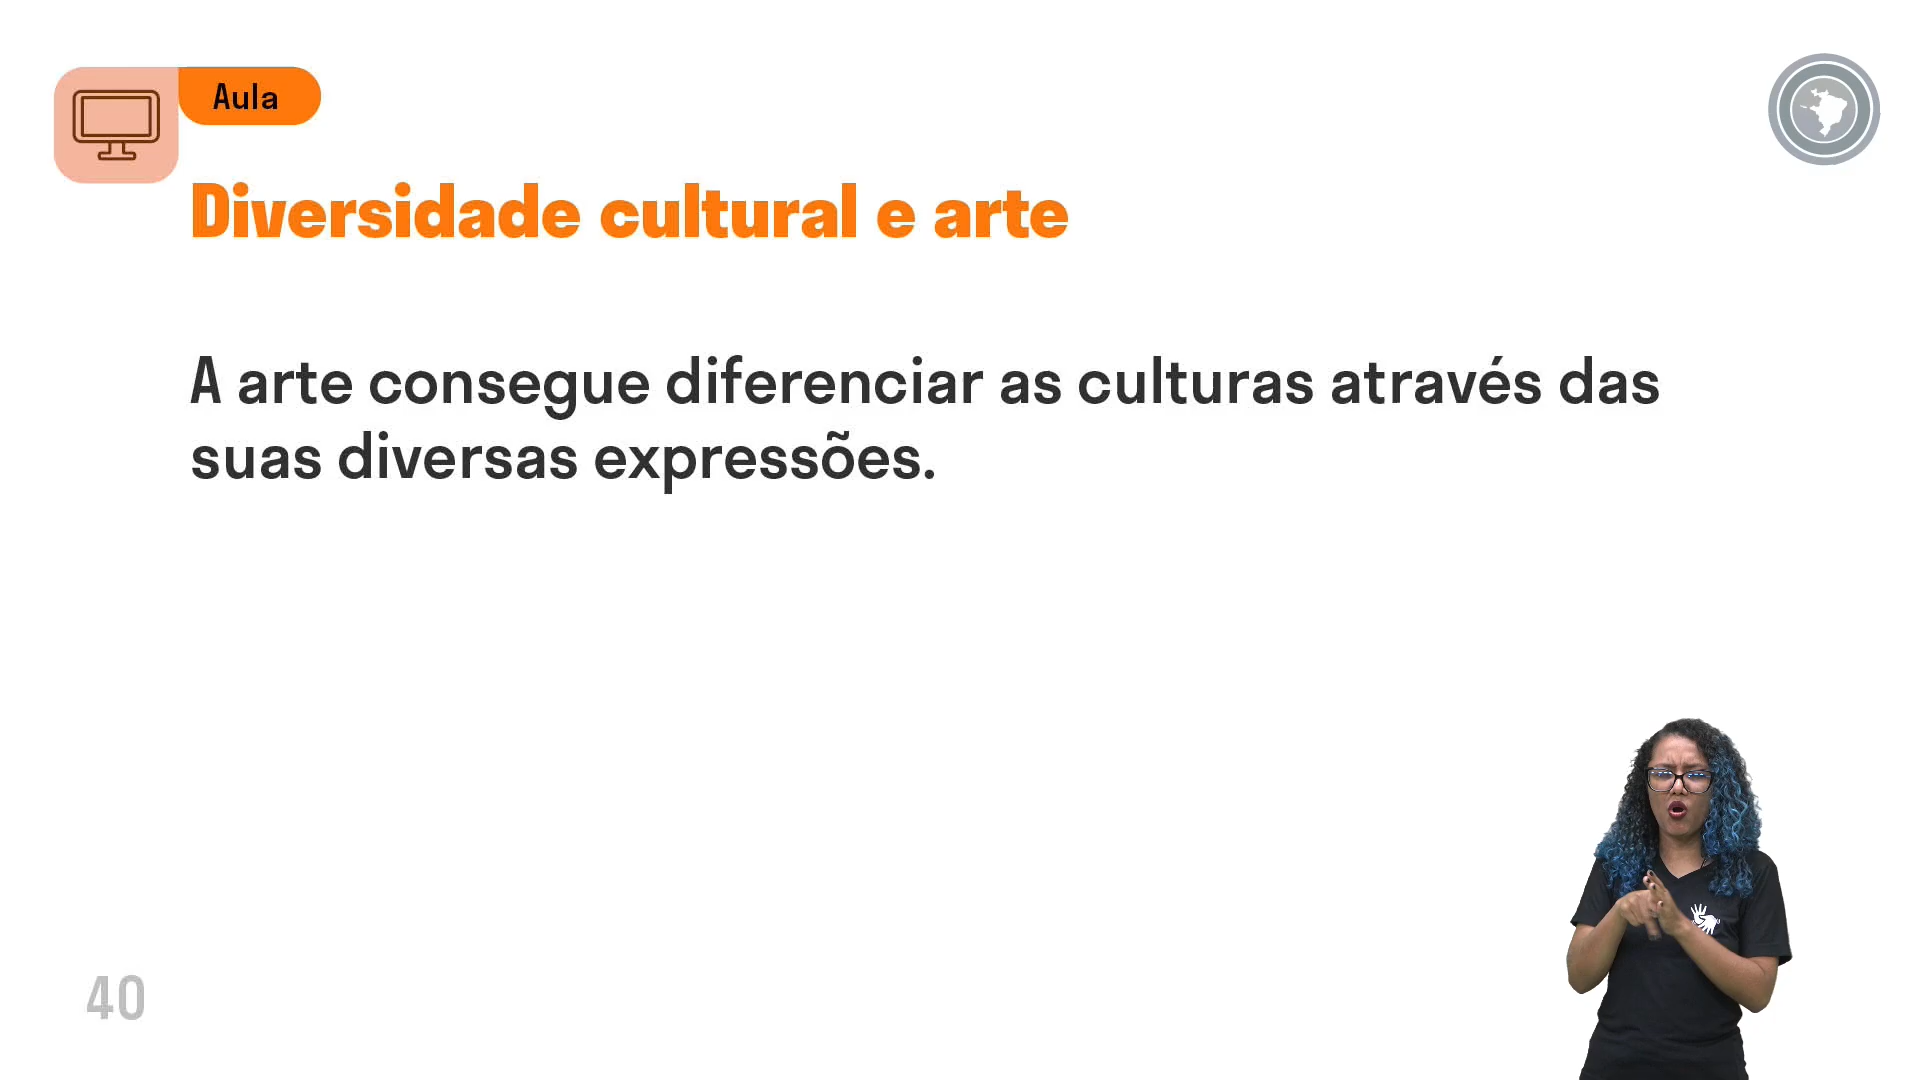 Aula
Diversidade cultural e arte
A arte consegue diferenciar as culturas através das
suas diversas expressões.
40